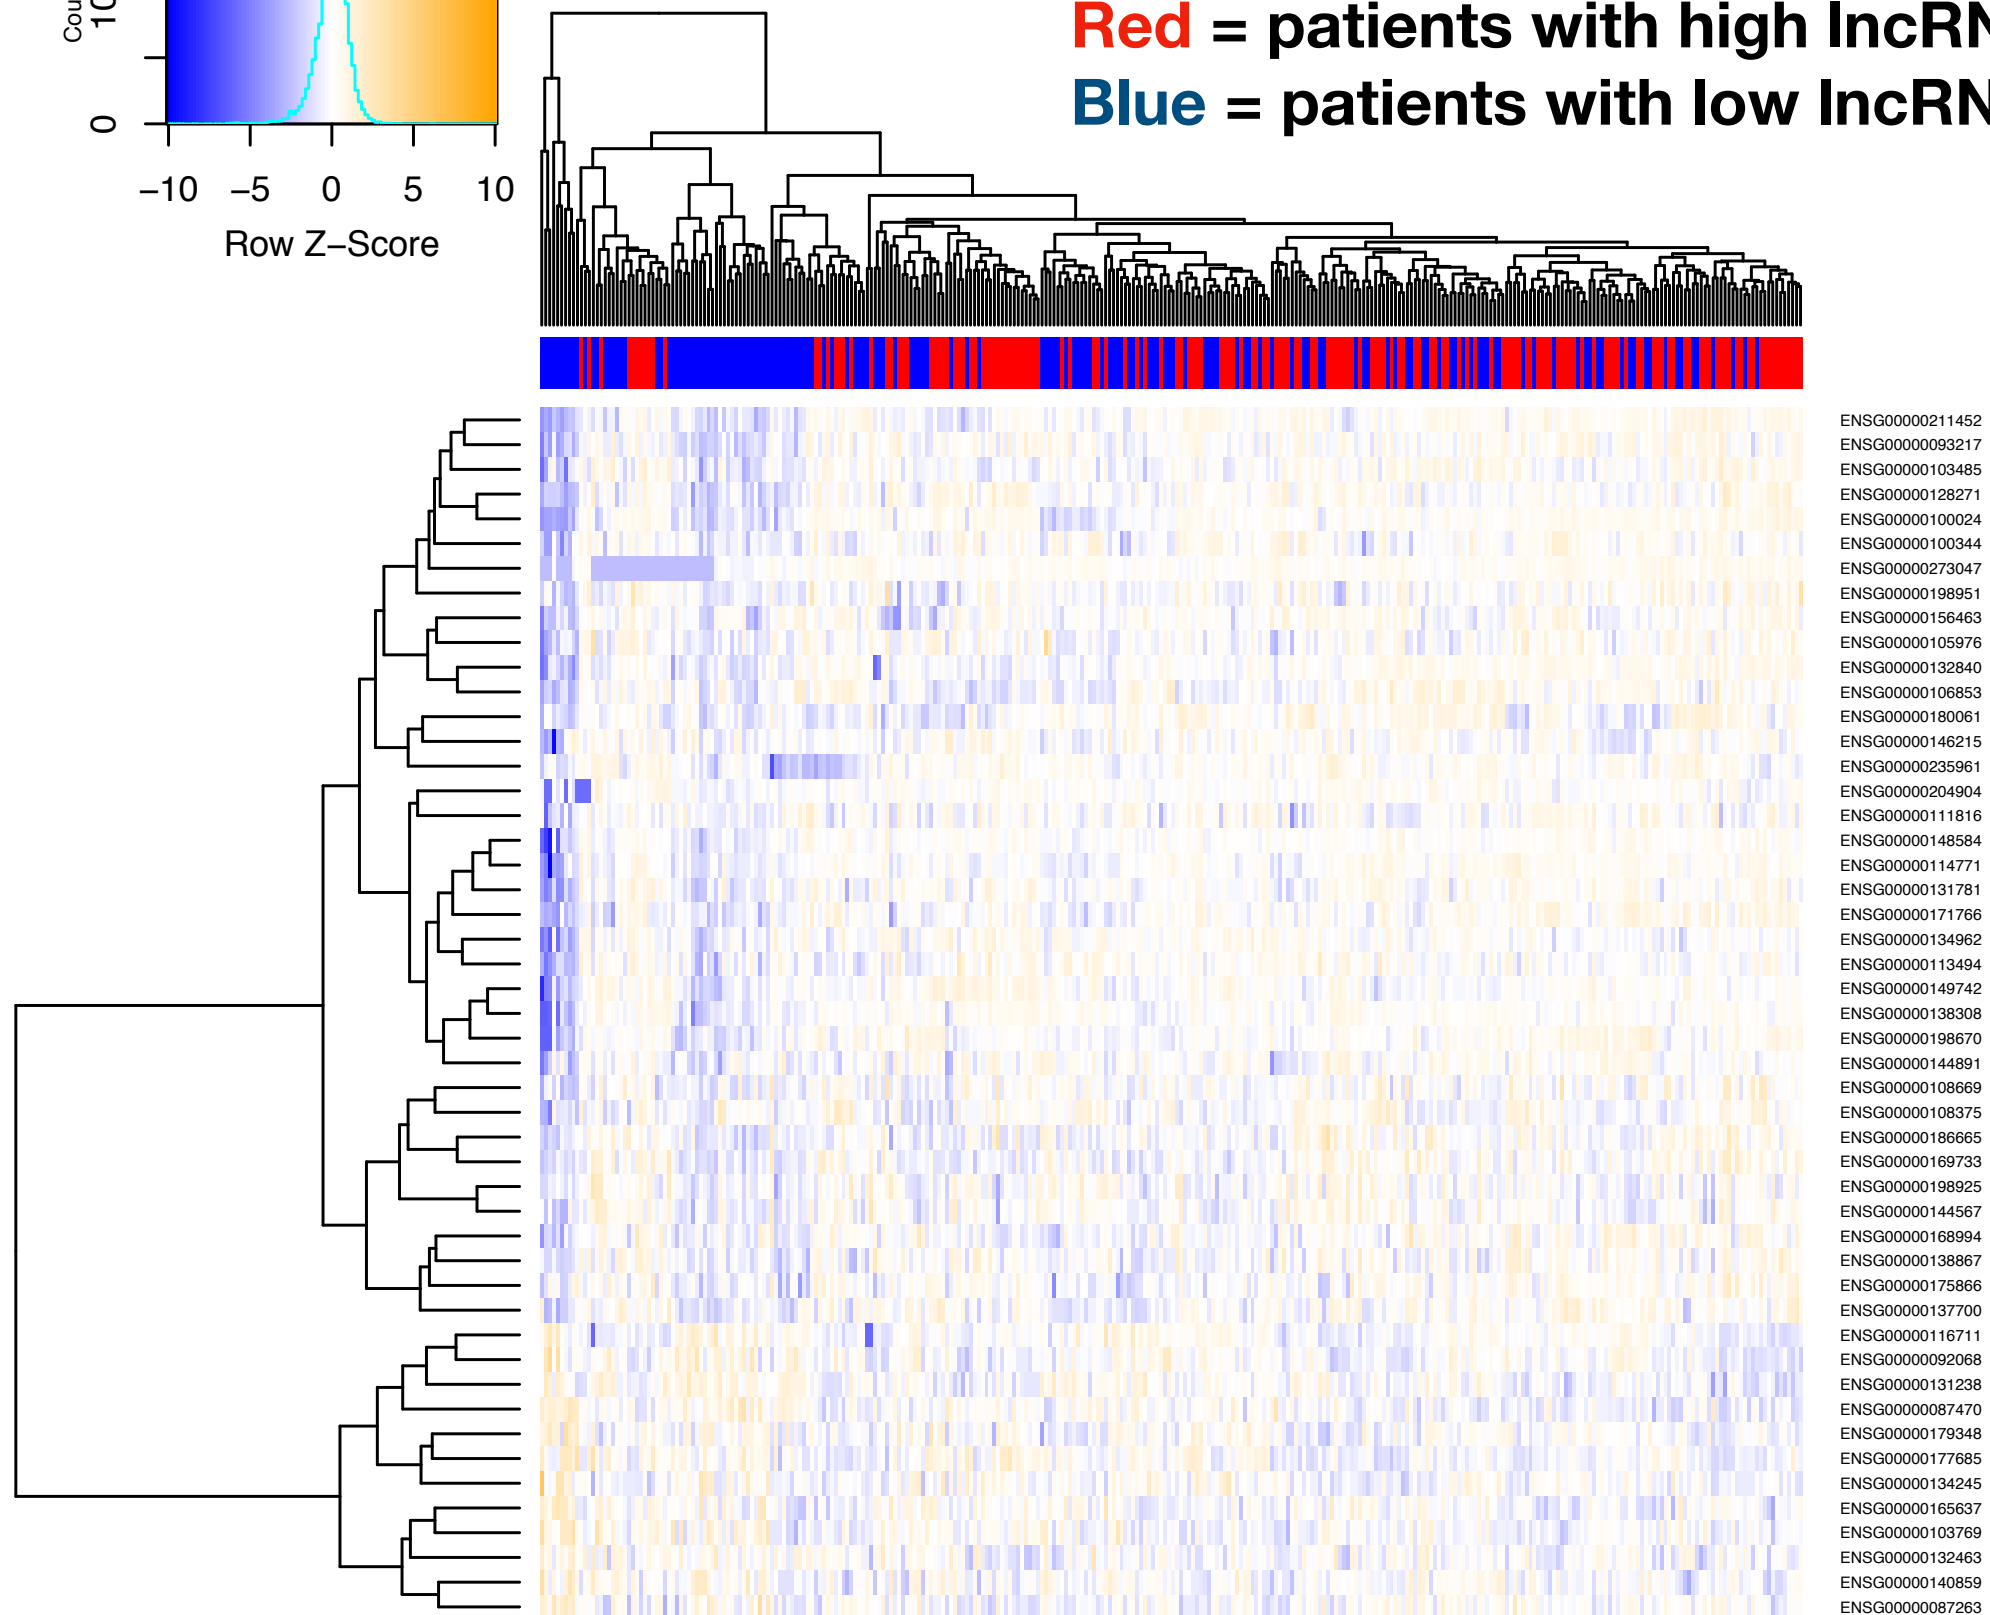 Red = patients with high lncRN
Blue = patients with low lncRN
Cou
0
10
−10 −5 0 5 10
Row Z−Score
ENSG00000211452
ENSG00000093217
ENSG00000103485
ENSG00000128271
ENSG00000100024
ENSG00000100344
ENSG00000273047
ENSG00000198951
ENSG00000156463
ENSG00000105976
ENSG00000132840
ENSG00000106853
ENSG00000180061
ENSG00000146215
ENSG00000235961
ENSG00000204904
ENSG00000111816
ENSG00000148584
ENSG00000114771
ENSG00000131781
ENSG00000171766
ENSG00000134962
ENSG00000113494
ENSG00000149742
ENSG00000138308
ENSG00000198670
ENSG00000144891
ENSG00000108669
ENSG00000108375
ENSG00000186665
ENSG00000169733
ENSG00000198925
ENSG00000144567
ENSG00000168994
ENSG00000138867
ENSG00000175866
ENSG00000137700
ENSG00000116711
ENSG00000092068
ENSG00000131238
ENSG00000087470
ENSG00000179348
ENSG00000177685
ENSG00000134245
ENSG00000165637
ENSG00000103769
ENSG00000132463
ENSG00000140859
ENSG00000087263